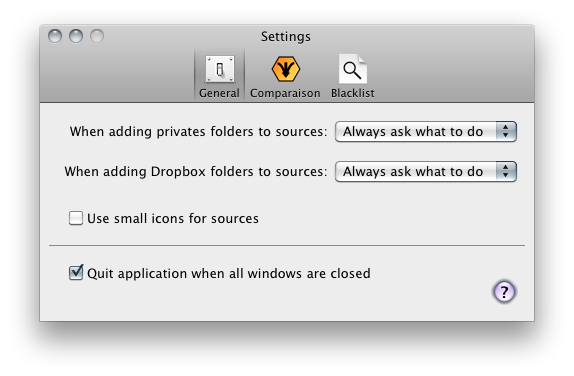 Settings
General Comparaison Blacklist
When adding privates folders to sources: Always ask what to do
When adding Dropbox folders to sources: Always ask what to do
Use small icons for sources
Quit application when all windows are closed
?